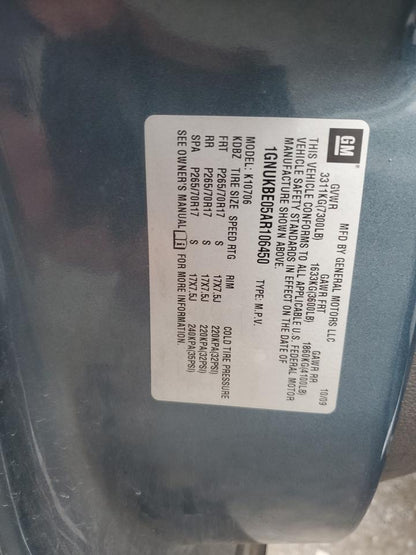 GM
MFD BY GENERAL MOTORS LLC 10/09
GVWR GAWR FRT GAWR RR
3311KG(7300LB) 1633KG(3600LB) 1860KG(4100LB)
THIS VEHICLE CONFORMS TO ALL APPLICABLE U.S. FEDERAL MOTOR
VEHICLE SAFETY STANDARDS IN EFFECT ON THE DATE OF
MANUFACTURE SHOWN ABOVE.
1GNUKBE05AR106450 TYPE: M.P.V.
MODEL: K10706
KDBZ TIRE SIZE SPEED RTG RIM COLD TIRE PRESSURE
FRT P265/70R17 S 17X7.5J 220KPA(32PSI)
RR P265/70R17 S 17X7.5J 220KPA(32PSI)
SPA P265/70R17 S 17X7.5J 240KPA(35PSI)
SEE OWNER'S MANUAL FOR MORE INFORMATION.